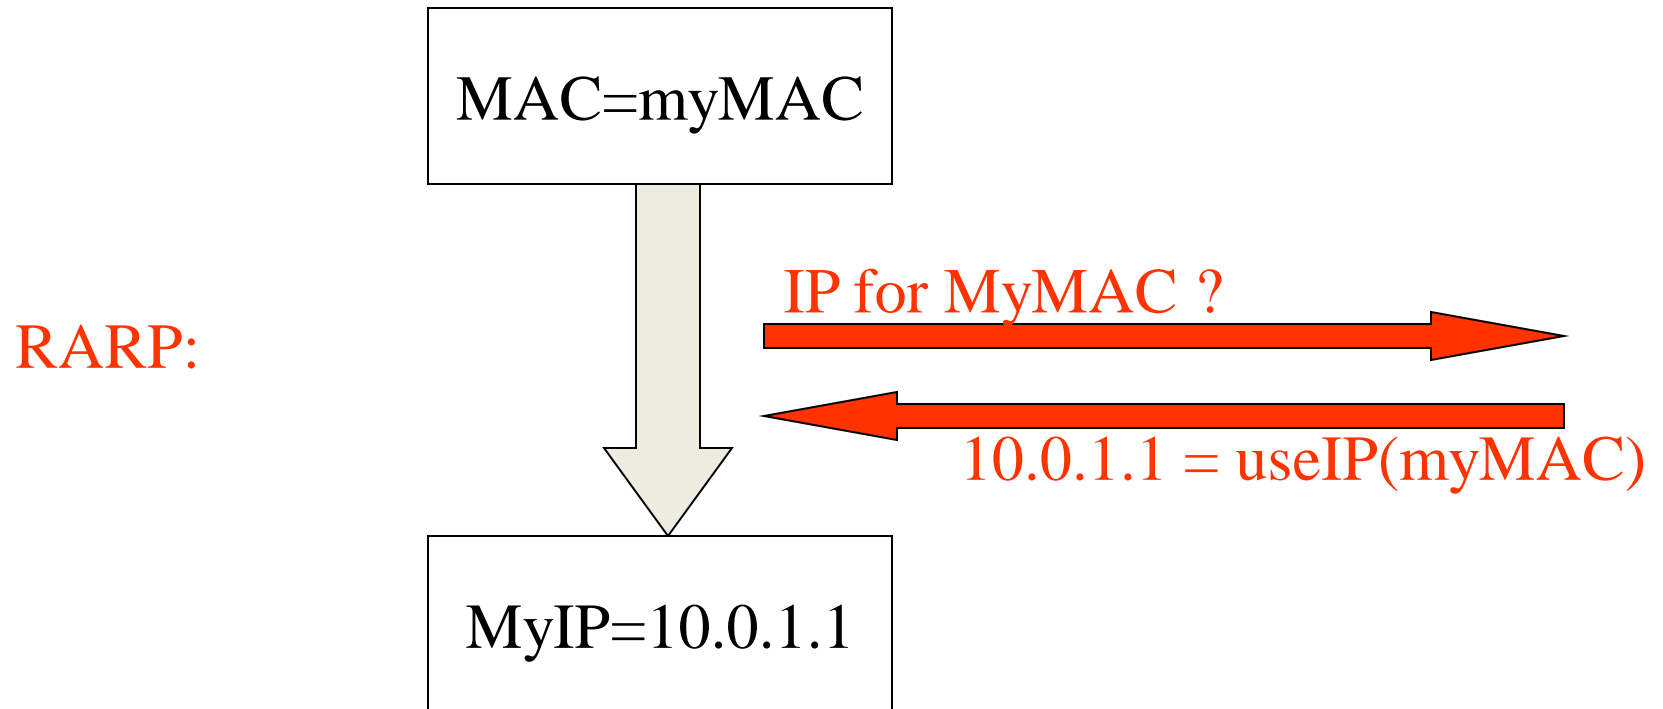 MAC=myMAC
IP for MyMAC ?
RARP:
10.0.1.1 = useIP(myMAC)
MyIP=10.0.1.1